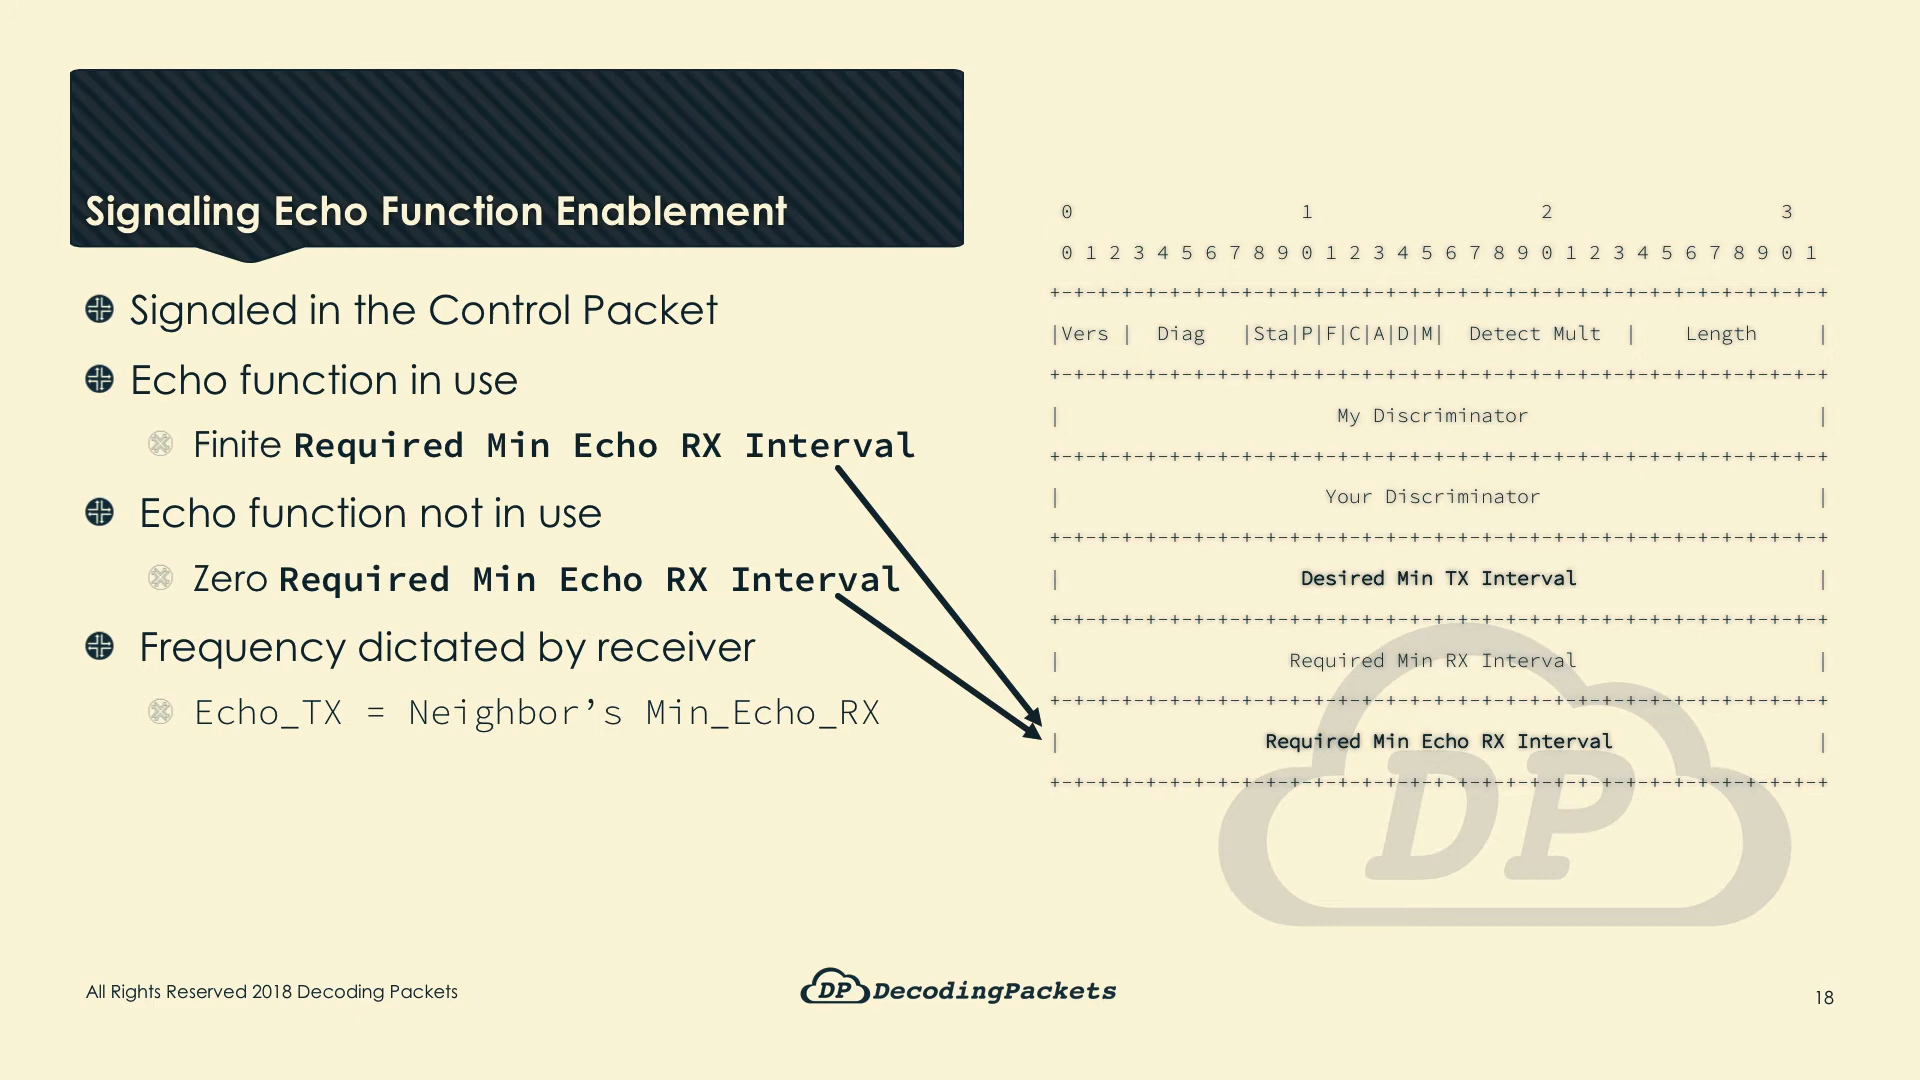 Signaling Echo Function Enablement
Signaled in the Control Packet
Echo function in use
Finite Required Min Echo RX Interval
Echo function not in use
Zero Required Min Echo RX Interval
Frequency dictated by receiver
Echo_TX = Neighbor’s Min_Echo_RX
0                   1                   2                   3
0 1 2 3 4 5 6 7 8 9 0 1 2 3 4 5 6 7 8 9 0 1 2 3 4 5 6 7 8 9 0 1
+-+-+-+-+-+-+-+-+-+-+-+-+-+-+-+-+-+-+-+-+-+-+-+-+-+-+-+-+-+-+-+-+
|Vers |  Diag   |Sta|P|F|C|A|D|M|  Detect Mult  |    Length     |
+-+-+-+-+-+-+-+-+-+-+-+-+-+-+-+-+-+-+-+-+-+-+-+-+-+-+-+-+-+-+-+-+
|                       My Discriminator                        |
+-+-+-+-+-+-+-+-+-+-+-+-+-+-+-+-+-+-+-+-+-+-+-+-+-+-+-+-+-+-+-+-+
|                      Your Discriminator                       |
+-+-+-+-+-+-+-+-+-+-+-+-+-+-+-+-+-+-+-+-+-+-+-+-+-+-+-+-+-+-+-+-+
|                    Desired Min TX Interval                    |
+-+-+-+-+-+-+-+-+-+-+-+-+-+-+-+-+-+-+-+-+-+-+-+-+-+-+-+-+-+-+-+-+
|                   Required Min RX Interval                    |
+-+-+-+-+-+-+-+-+-+-+-+-+-+-+-+-+-+-+-+-+-+-+-+-+-+-+-+-+-+-+-+-+
|                 Required Min Echo RX Interval                 |
+-+-+-+-+-+-+-+-+-+-+-+-+-+-+-+-+-+-+-+-+-+-+-+-+-+-+-+-+-+-+-+-+
DP
All Rights Reserved 2018 Decoding Packets
DP DecodingPackets
18